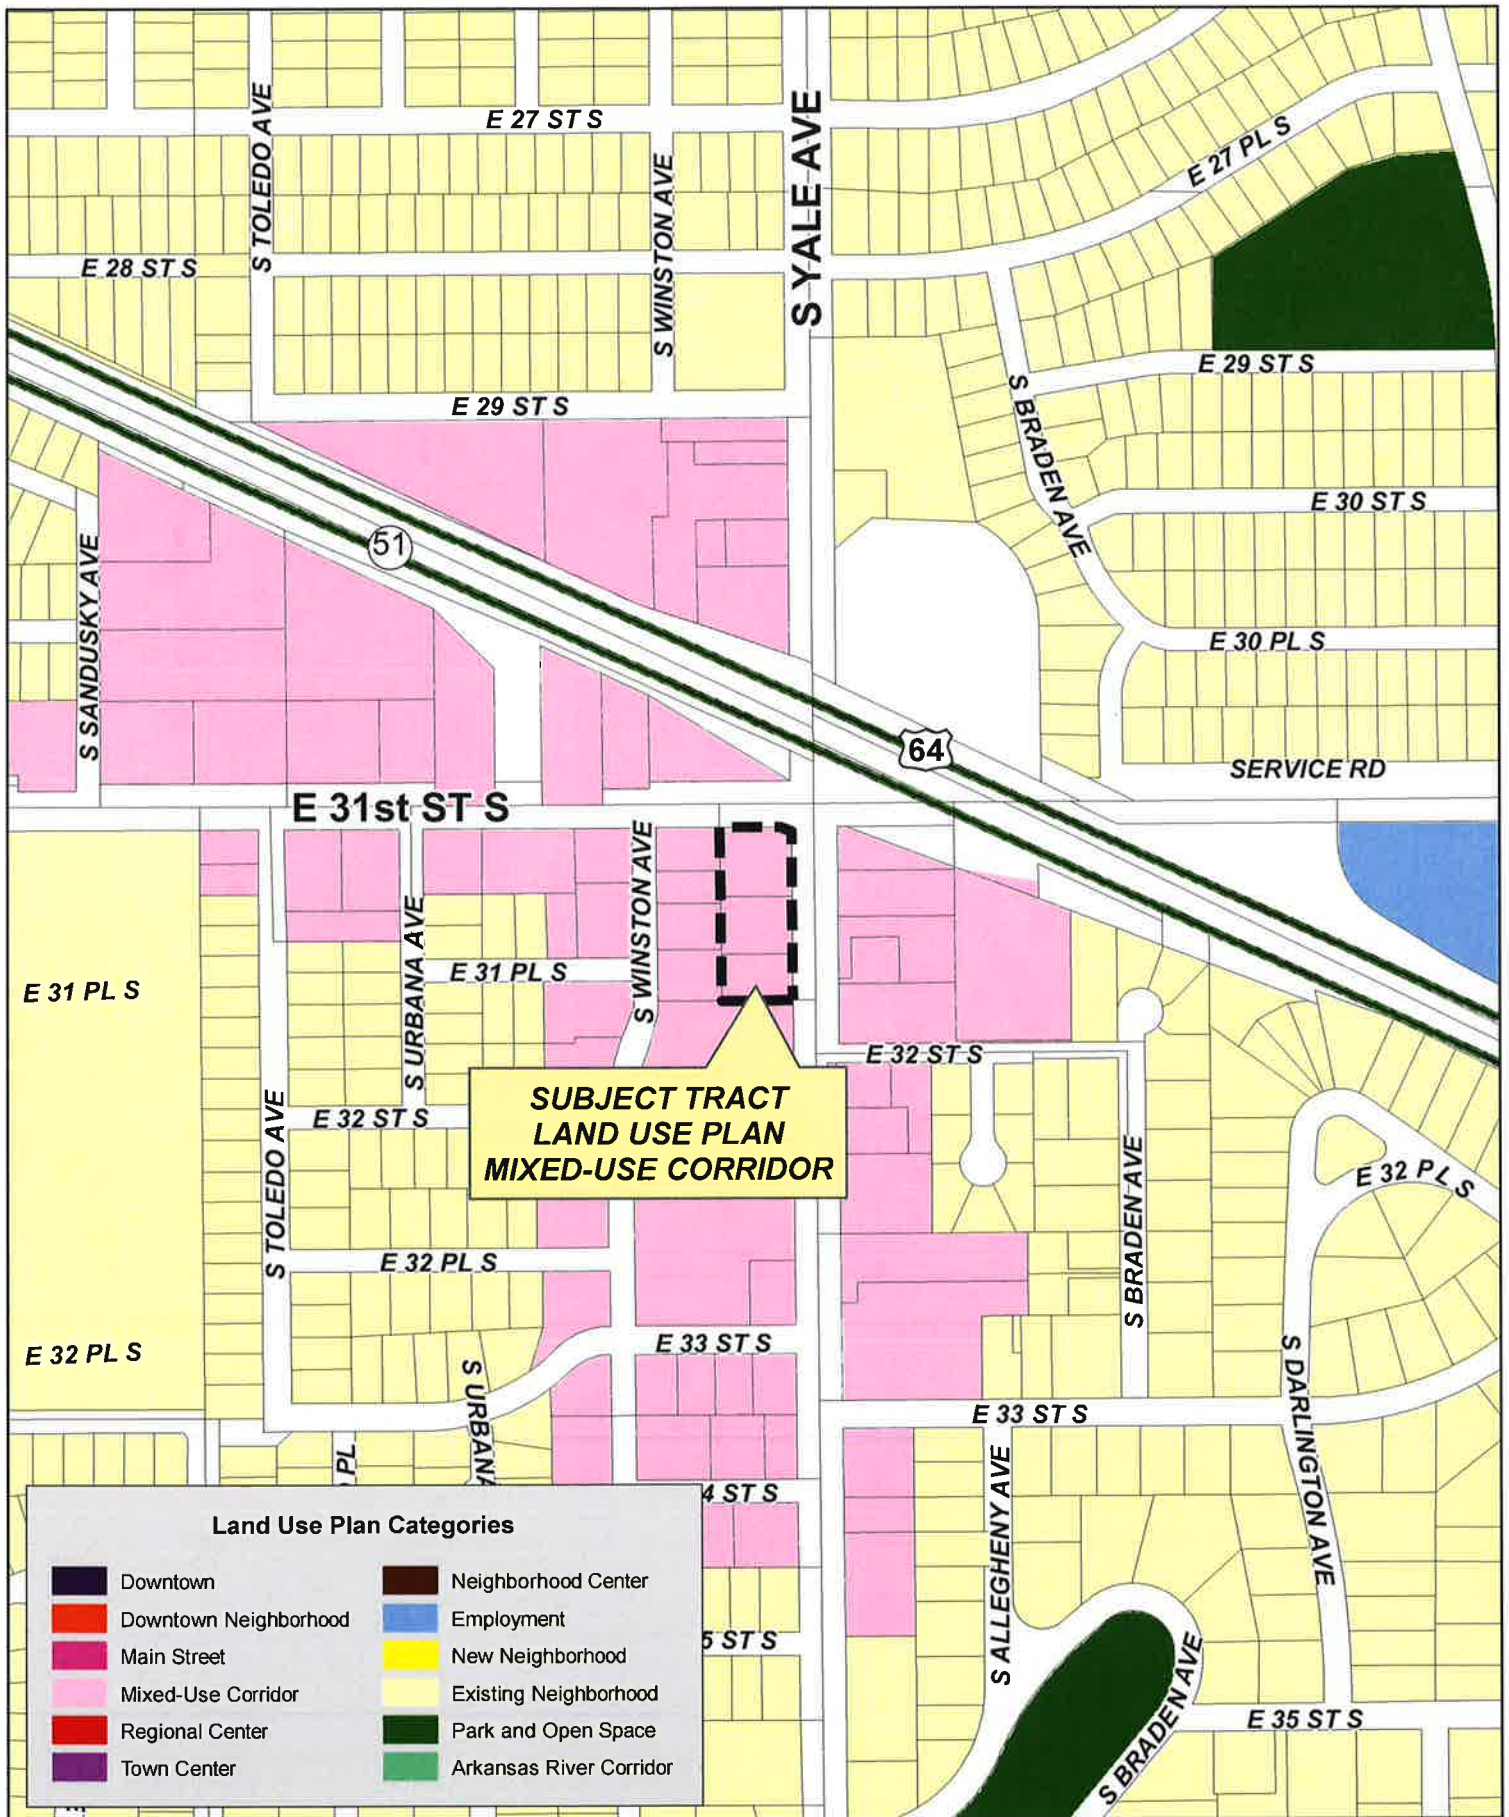 E 27 ST S
S TOLEDO AVE
S WINSTON AVE
S YALE AVE
E 27 PL S
E 28 ST S
E 29 ST S
E 29 ST S
S BRADEN AVE
E 30 ST S
51
S SANDUSKY AVE
E 30 PL S
64
SERVICE RD
E 31st ST S
S WINSTON AVE
S URBANA AVE
E 31 PL S
E 31 PL S
E 32 ST S
SUBJECT TRACT
LAND USE PLAN
MIXED-USE CORRIDOR
S TOLEDO AVE
E 32 ST S
S BRADEN AVE
E 32 PL S
E 32 PL S
E 32 PL S
E 33 ST S
S URBANA
S DARLINGTON AVE
E 33 ST S
PL
4 ST S
S ALLEGHENY AVE
5 ST S
S BRADEN AVE
E 35 ST S
Land Use Plan Categories
Downtown
Downtown Neighborhood
Main Street
Mixed-Use Corridor
Regional Center
Town Center
Neighborhood Center
Employment
New Neighborhood
Existing Neighborhood
Park and Open Space
Arkansas River Corridor